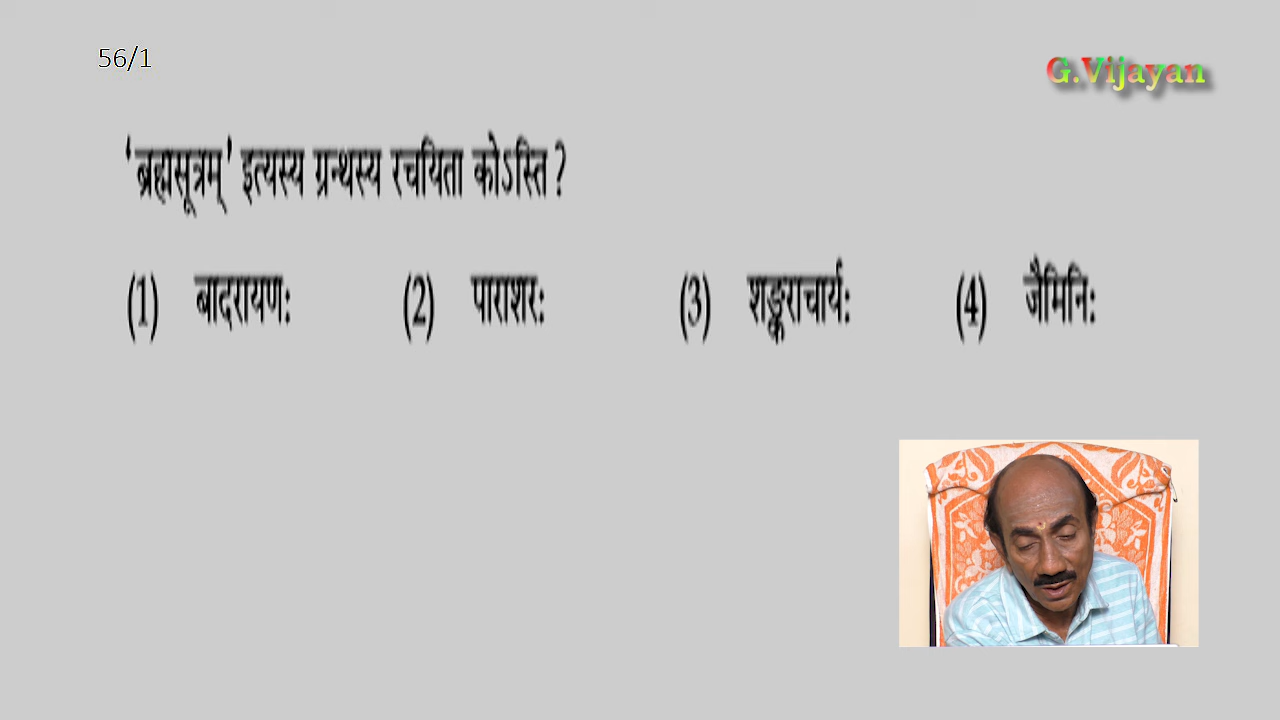 56/1
G.Vijayan
'ब्रह्मसूत्रम्' इत्यस्य ग्रन्थस्य रचयिता कोऽस्ति ?
(1) बादरायणः (2) पाराशरः (3) शङ्कराचार्यः (4) जैमिनिः